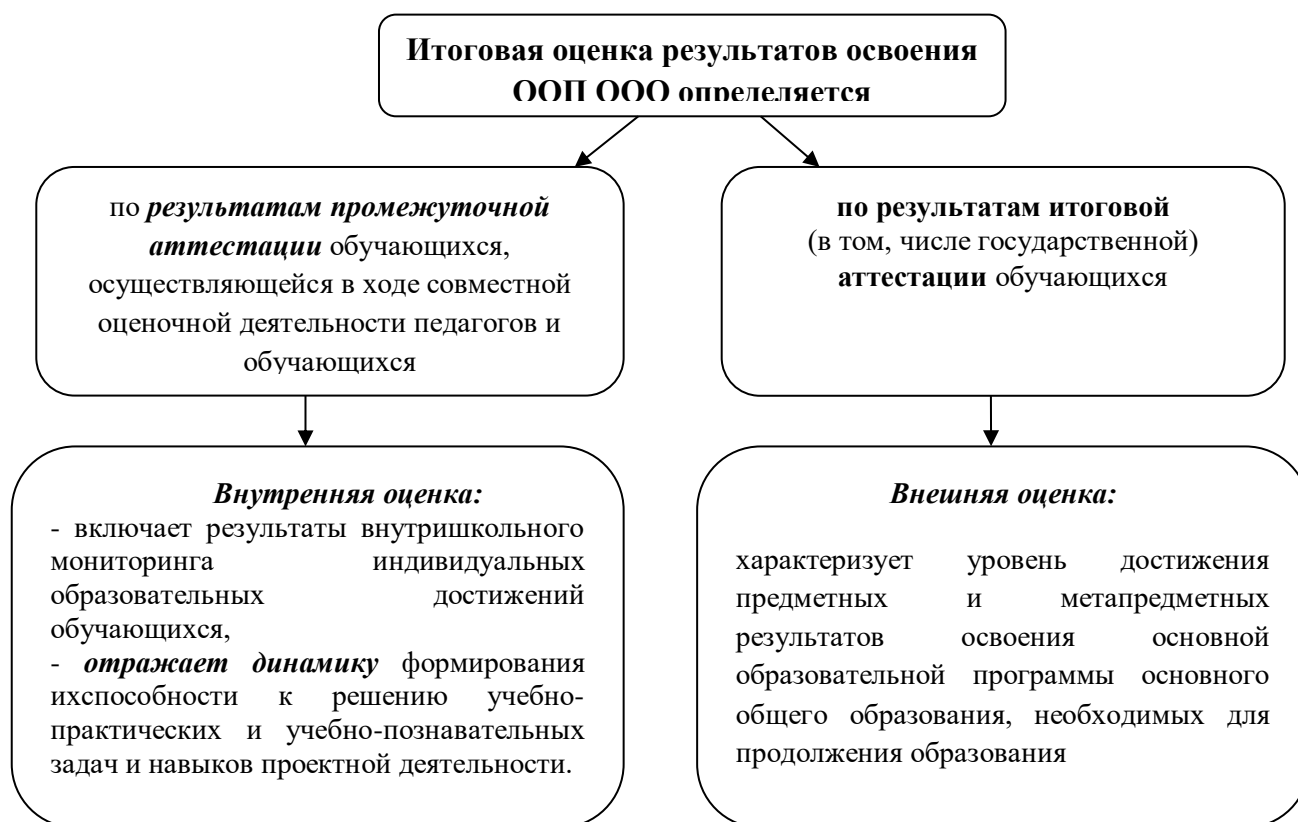 Итоговая оценка результатов освоения
ООП ООО определяется
по результатам промежуточной
аттестации обучающихся,
осуществляющейся в ходе совместной
оценочной деятельности педагогов и
обучающихся
по результатам итоговой
(в том, числе государственной)
аттестации обучающихся
Внутренняя оценка:
- включает результаты внутришкольного
мониторинга индивидуальных
образовательных достижений
обучающихся,
- отражает динамику формирования
ихспособности к решению учебно-
практических и учебно-познавательных
задач и навыков проектной деятельности.
Внешняя оценка:
характеризует уровень достижения
предметных и метапредметных
результатов освоения основной
образовательной программы основного
общего образования, необходимых для
продолжения образования